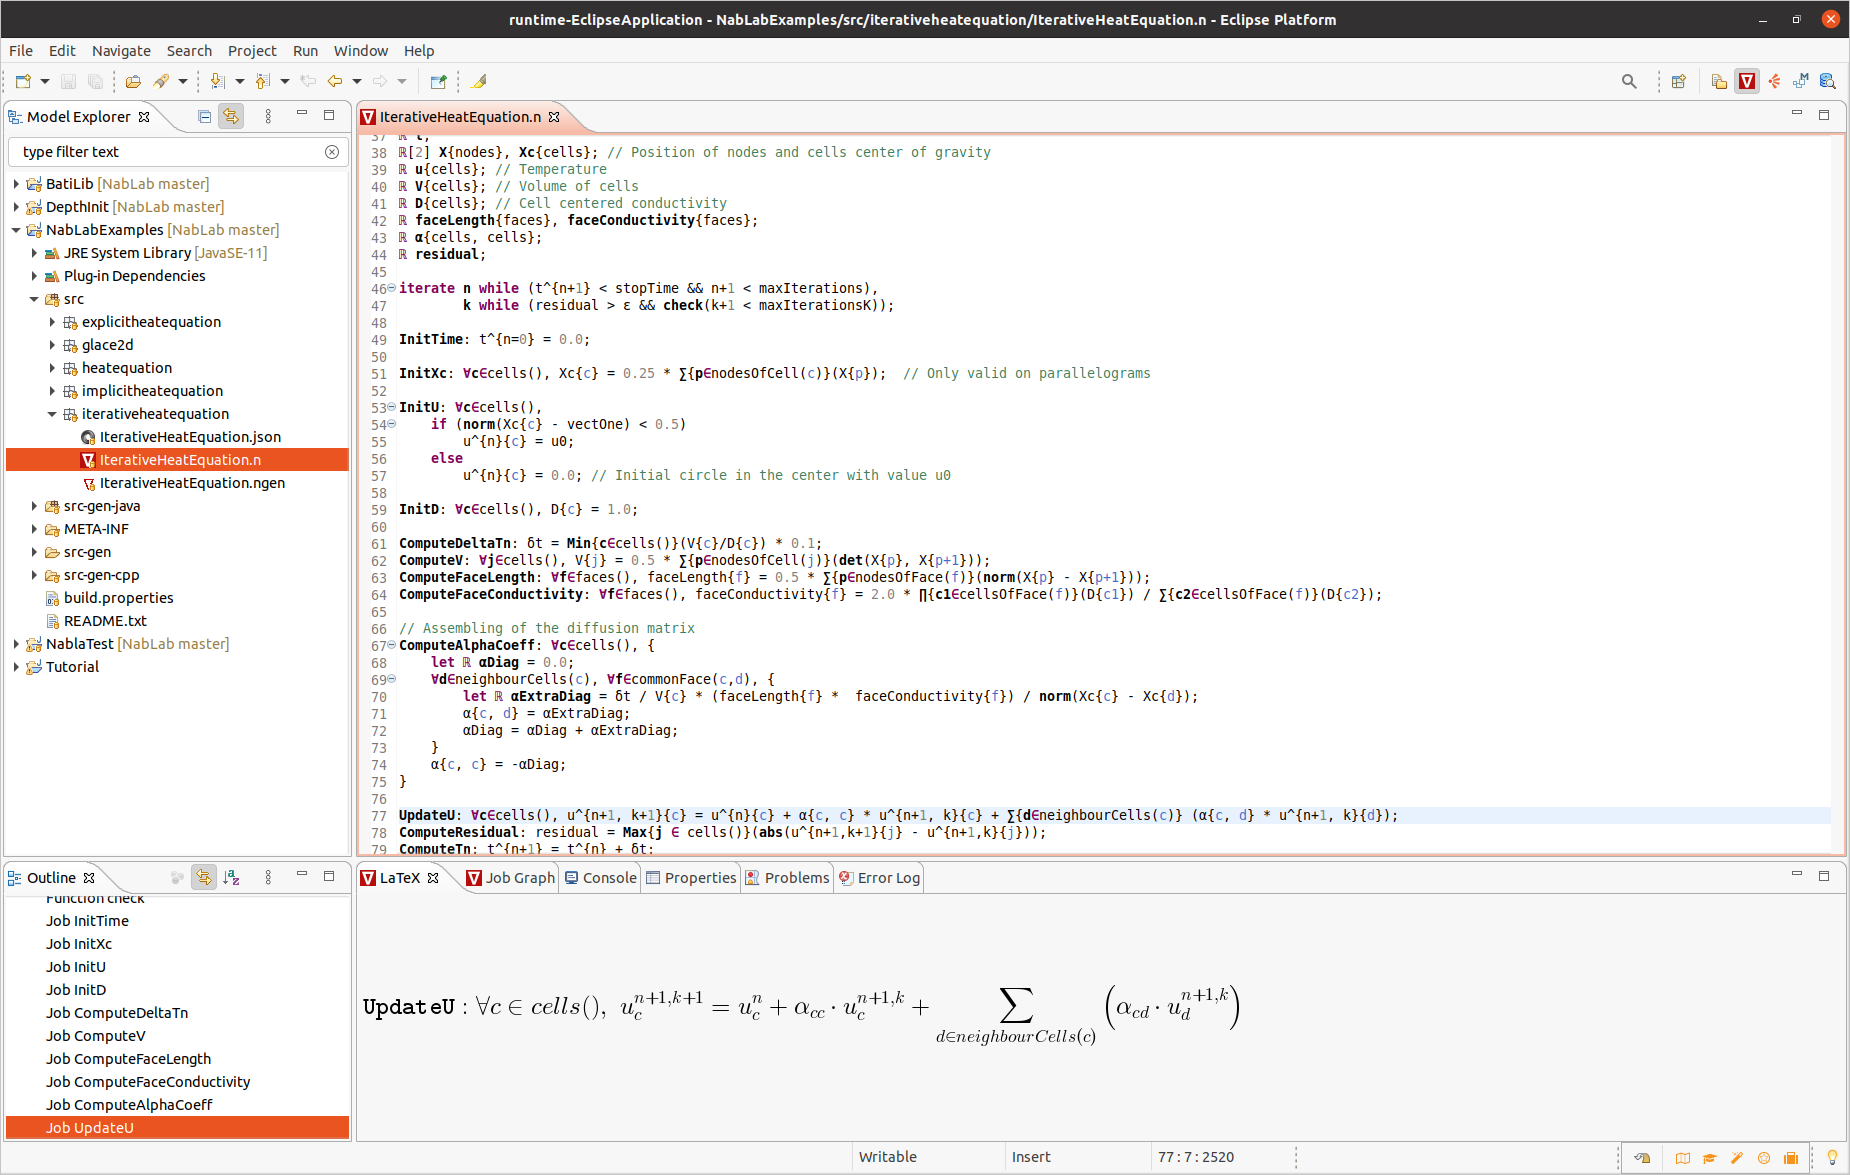 runtime-EclipseApplication - NabLabExamples/src/iterativeheatequation/IterativeHeatEquation.n - Eclipse Platform
File Edit Navigate Search Project Run Window Help
Model Explorer
type filter text
BatiLib [NabLab master]
DepthInit [NabLab master]
NabLabExamples [NabLab master]
JRE System Library [JavaSE-11]
Plug-in Dependencies
src
explicitheatequation
glace2d
heatequation
implicitheatequation
iterativeheatequation
IterativeHeatEquation.json
IterativeHeatEquation.n
IterativeHeatEquation.ngen
src-gen-java
META-INF
src-gen
src-gen-cpp
build.properties
README.txt
NablaTest [NabLab master]
Tutorial
IterativeHeatEquation.n
37 ℝ t;
38 ℝ[2] X{nodes}, Xc{cells}; // Position of nodes and cells center of gravity
39 ℝ u{cells}; // Temperature
40 ℝ V{cells}; // Volume of cells
41 ℝ D{cells}; // Cell centered conductivity
42 ℝ faceLength{faces}, faceConductivity{faces};
43 ℝ α{cells, cells};
44 ℝ residual;
45
46 iterate n while (t^{n+1} < stopTime && n+1 < maxIterations),
47 k while (residual > ε && check(k+1 < maxIterationsK));
48
49 InitTime: t^{n=0} = 0.0;
50
51 InitXc: ∀c∈cells(), Xc{c} = 0.25 * ∑{p∈nodesOfCell(c)}(X{p}); // Only valid on parallelograms
52
53 InitU: ∀c∈cells(),
54 if (norm(Xc{c} - vectOne) < 0.5)
55 u^{n}{c} = u0;
56 else
57 u^{n}{c} = 0.0; // Initial circle in the center with value u0
58
59 InitD: ∀c∈cells(), D{c} = 1.0;
60
61 ComputeDeltaTn: δt = Min{c∈cells()}(V{c}/D{c}) * 0.1;
62 ComputeV: ∀j∈cells(), V{j} = 0.5 * ∑{p∈nodesOfCell(j)}(det(X{p}, X{p+1}));
63 ComputeFaceLength: ∀f∈faces(), faceLength{f} = 0.5 * ∑{p∈nodesOfFace(f)}(norm(X{p} - X{p+1}));
64 ComputeFaceConductivity: ∀f∈faces(), faceConductivity{f} = 2.0 * ∏{c1∈cellsOfFace(f)}(D{c1}) / ∑{c2∈cellsOfFace(f)}(D{c2});
65
66 // Assembling of the diffusion matrix
67 ComputeAlphaCoeff: ∀c∈cells(), {
68 let ℝ αDiag = 0.0;
69 ∀d∈neighbourCells(c), ∀f∈commonFace(c,d), {
70 let ℝ αExtraDiag = δt / V{c} * (faceLength{f} * faceConductivity{f}) / norm(Xc{c} - Xc{d});
71 α{c, d} = αExtraDiag;
72 αDiag = αDiag + αExtraDiag;
73 }
74 α{c, c} = -αDiag;
75 }
76
77 UpdateU: ∀c∈cells(), u^{n+1, k+1}{c} = u^{n}{c} + α{c, c} * u^{n+1, k}{c} + ∑{d∈neighbourCells(c)} (α{c, d} * u^{n+1, k}{d});
78 ComputeResidual: residual = Max{j ∈ cells()}(abs(u^{n+1,k+1}{j} - u^{n+1,k}{j}));
79 ComputeTn: t^{n+1} = t^{n} + δt;
Outline
Function check
Job InitTime
Job InitXc
Job InitU
Job InitD
Job ComputeDeltaTn
Job ComputeV
Job ComputeFaceLength
Job ComputeFaceConductivity
Job ComputeAlphaCoeff
Job UpdateU
LaTeX Job Graph Console Properties Problems Error Log
UpdateU : ∀c ∈ cells(), u_c^{n+1,k+1} = u_c^n + α_{cc} · u_c^{n+1,k} + ∑_{d∈neighbourCells(c)} (α_{cd} · u_d^{n+1,k})
Writable Insert 77 : 7 : 2520